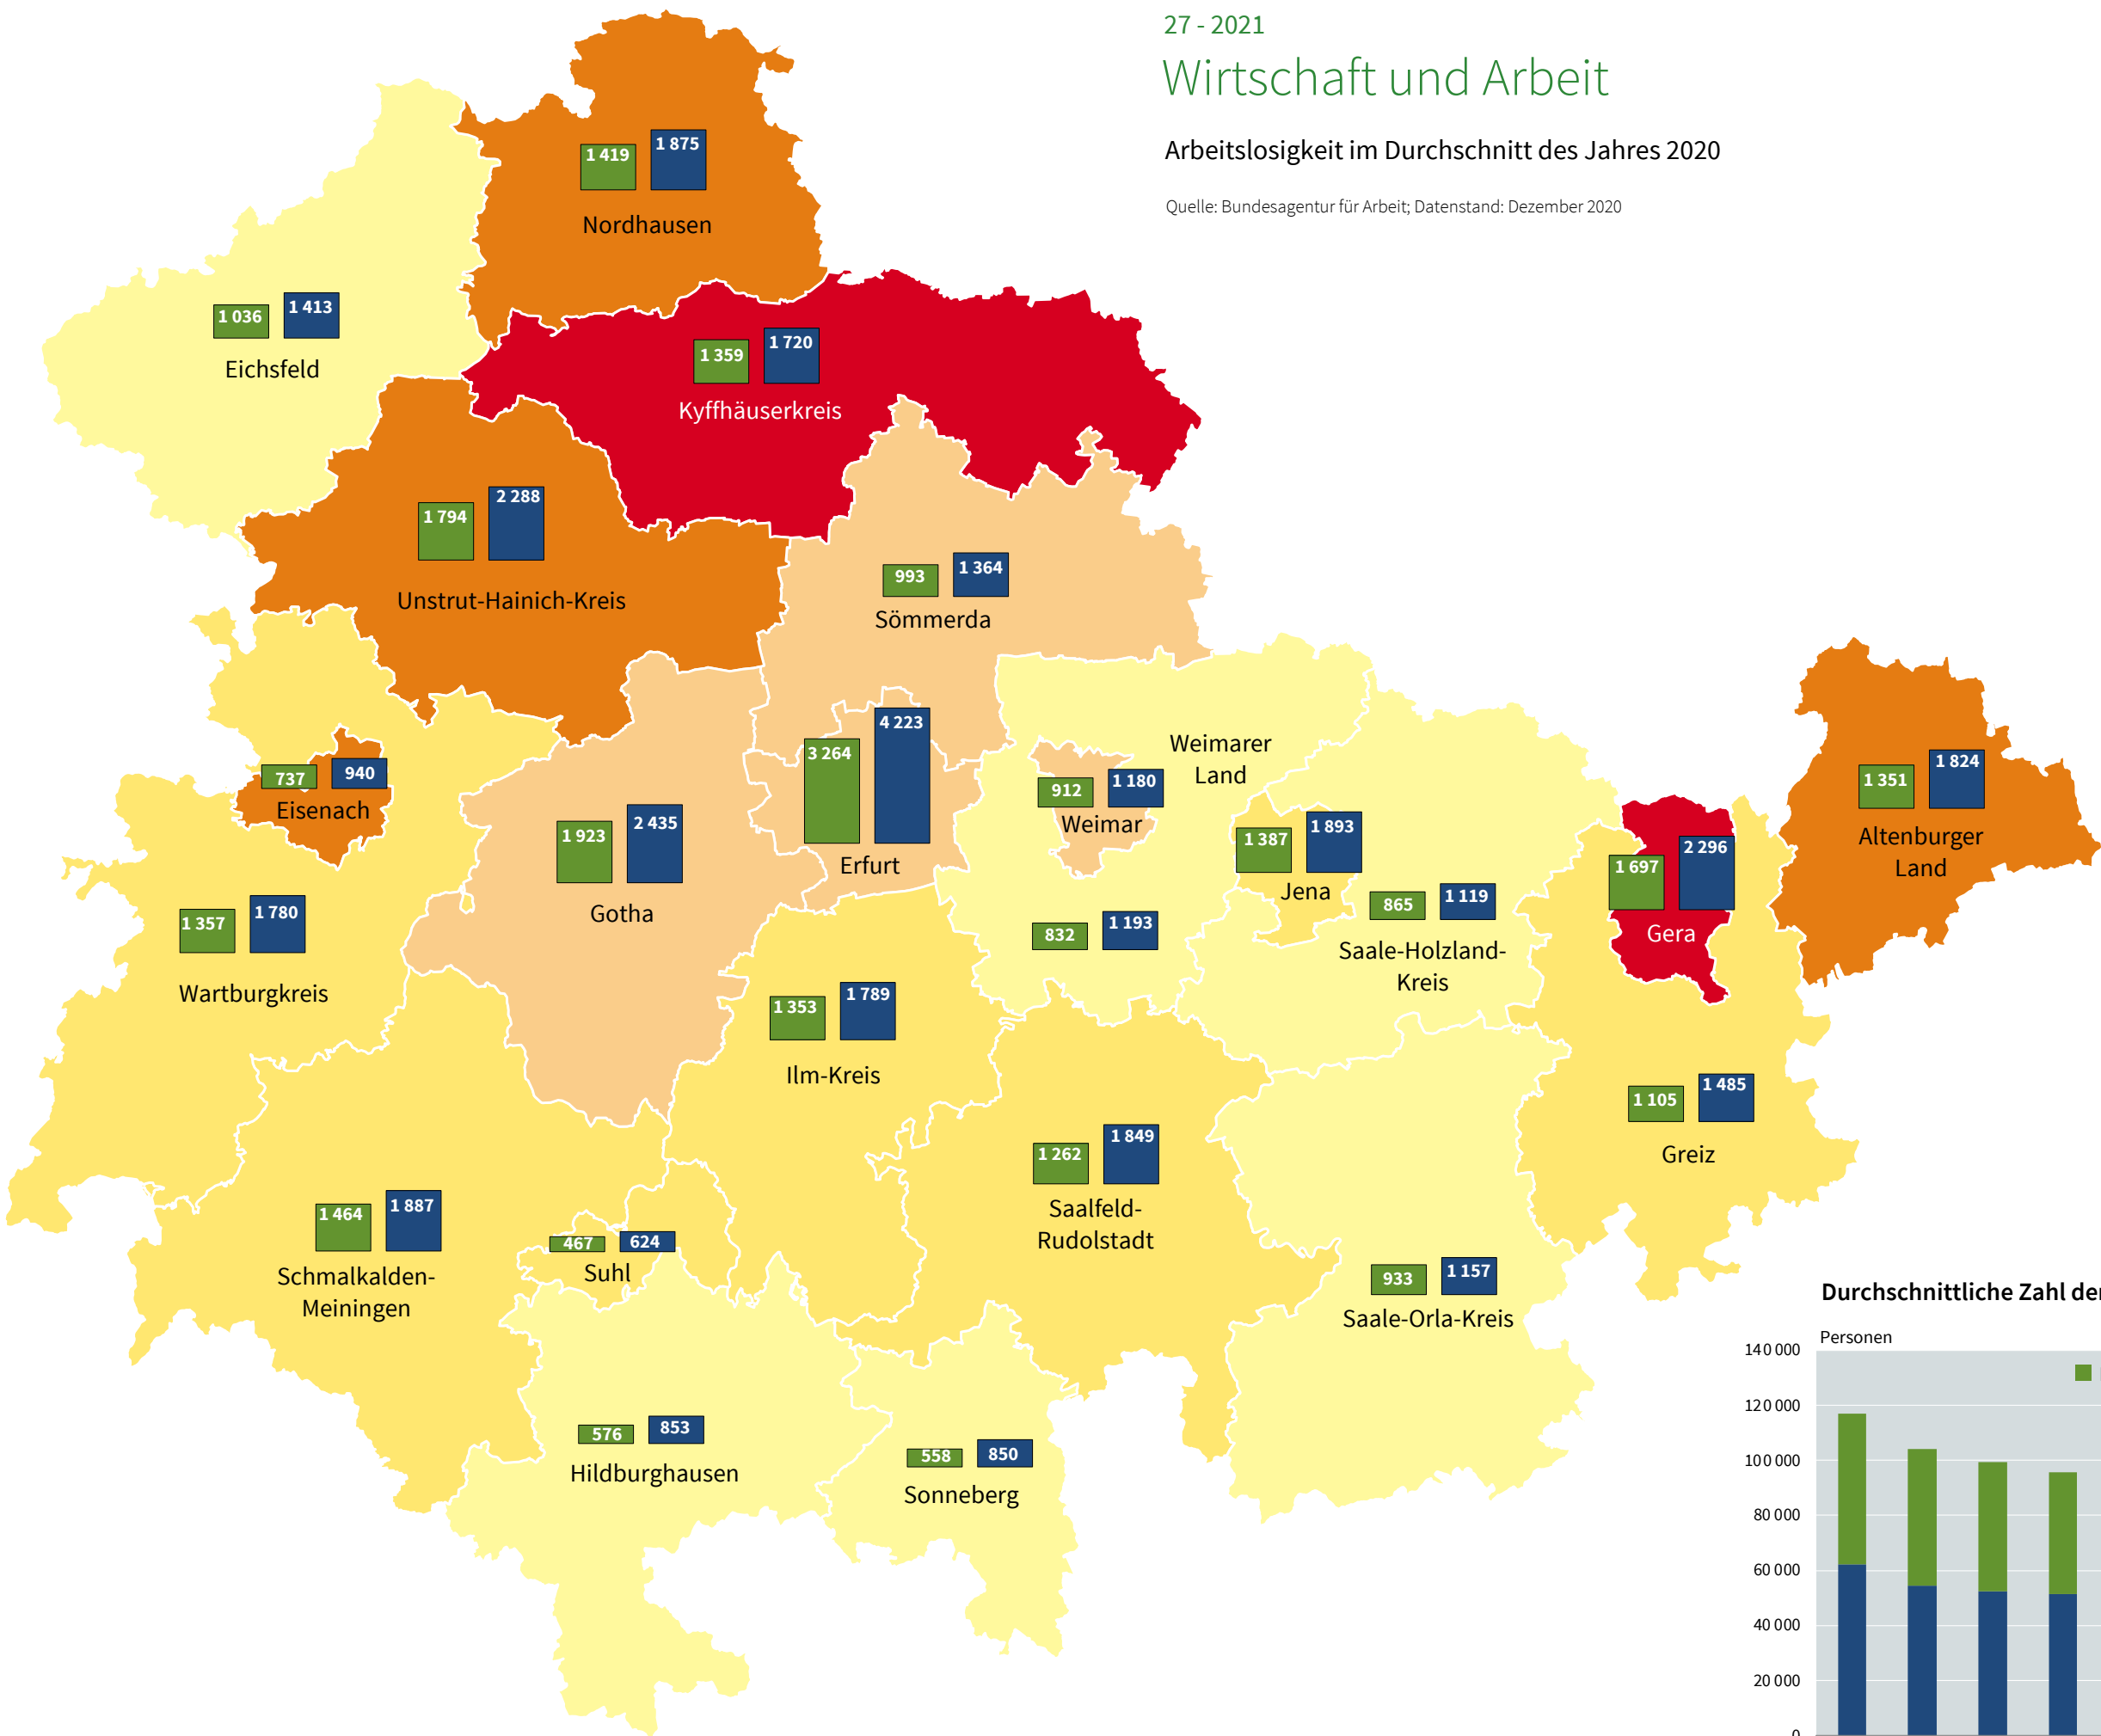 27 - 2021
Wirtschaft und Arbeit
Arbeitslosigkeit im Durchschnitt des Jahres 2020
Quelle: Bundesagentur für Arbeit; Datenstand: Dezember 2020
1 419 1 875
Nordhausen
1 036 1 413
Eichsfeld
1 359 1 720
Kyffhäuserkreis
1 794 2 288
Unstrut-Hainich-Kreis
993 1 364
Sömmerda
737 940
Eisenach
1 923 2 435
Gotha
3 264 4 223
Erfurt
Weimarer
Land
912 1 180
Weimar
832 1 193
1 387 1 893
Jena
865 1 119
Saale-Holzland-
Kreis
1 697 2 296
Gera
1 351 1 824
Altenburger
Land
1 357 1 780
Wartburgkreis
1 353 1 789
Ilm-Kreis
1 105 1 485
Greiz
1 262 1 849
Saalfeld-
Rudolstadt
1 464 1 887
Schmalkalden-
Meiningen
467 624
Suhl
933 1 157
Saale-Orla-Kreis
576 853
Hildburghausen
558 850
Sonneberg
Durchschnittliche Zahl der
Personen
140 000
120 000
100 000
80 000
60 000
40 000
20 000
0